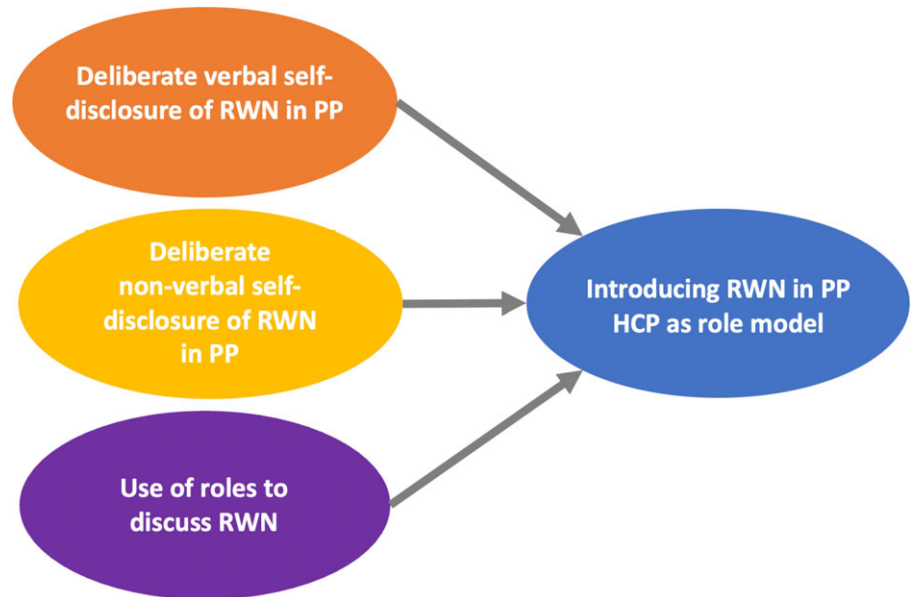 Deliberate verbal self-
disclosure of RWN in PP
Deliberate
non-verbal self-
disclosure of RWN
in PP
Use of roles to
discuss RWN
Introducing RWN in PP
HCP as role model